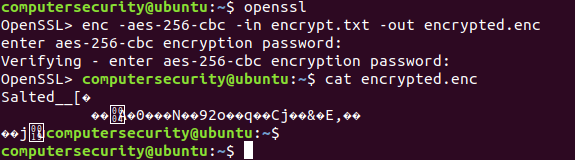 computersecurity@ubuntu:~$ openssl
OpenSSL> enc -aes-256-cbc -in encrypt.txt -out encrypted.enc
enter aes-256-cbc encryption password:
Verifying - enter aes-256-cbc encryption password:
OpenSSL> computersecurity@ubuntu:~$ cat encrypted.enc
Salted__[�
��A�0���N��92o��q��Cj��&�E,��
��j�computersecurity@ubuntu:~$
computersecurity@ubuntu:~$